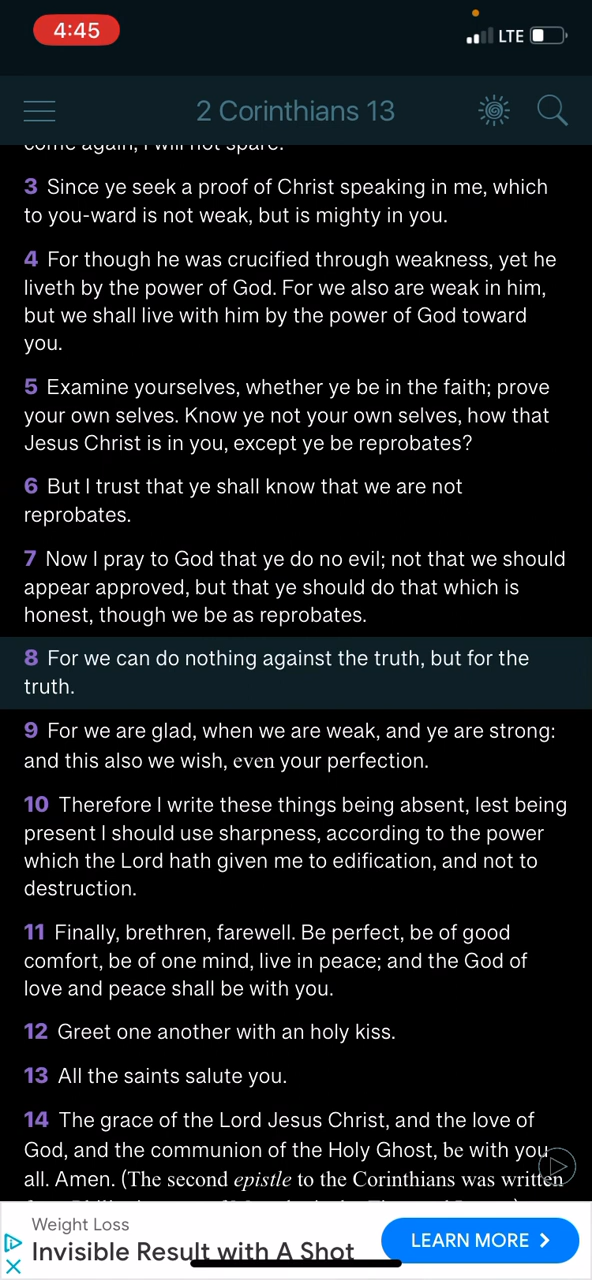 4:45
LTE
2 Corinthians 13
come again, I will not spare:
3 Since ye seek a proof of Christ speaking in me, which
to you-ward is not weak, but is mighty in you.
4 For though he was crucified through weakness, yet he
liveth by the power of God. For we also are weak in him,
but we shall live with him by the power of God toward
you.
5 Examine yourselves, whether ye be in the faith; prove
your own selves. Know ye not your own selves, how that
Jesus Christ is in you, except ye be reprobates?
6 But I trust that ye shall know that we are not
reprobates.
7 Now I pray to God that ye do no evil; not that we should
appear approved, but that ye should do that which is
honest, though we be as reprobates.
8 For we can do nothing against the truth, but for the
truth.
9 For we are glad, when we are weak, and ye are strong:
and this also we wish, even your perfection.
10 Therefore I write these things being absent, lest being
present I should use sharpness, according to the power
which the Lord hath given me to edification, and not to
destruction.
11 Finally, brethren, farewell. Be perfect, be of good
comfort, be of one mind, live in peace; and the God of
love and peace shall be with you.
12 Greet one another with an holy kiss.
13 All the saints salute you.
14 The grace of the Lord Jesus Christ, and the love of
God, and the communion of the Holy Ghost, be with you
all. Amen. (The second epistle to the Corinthians was written
Weight Loss
Invisible Result with A Shot
LEARN MORE